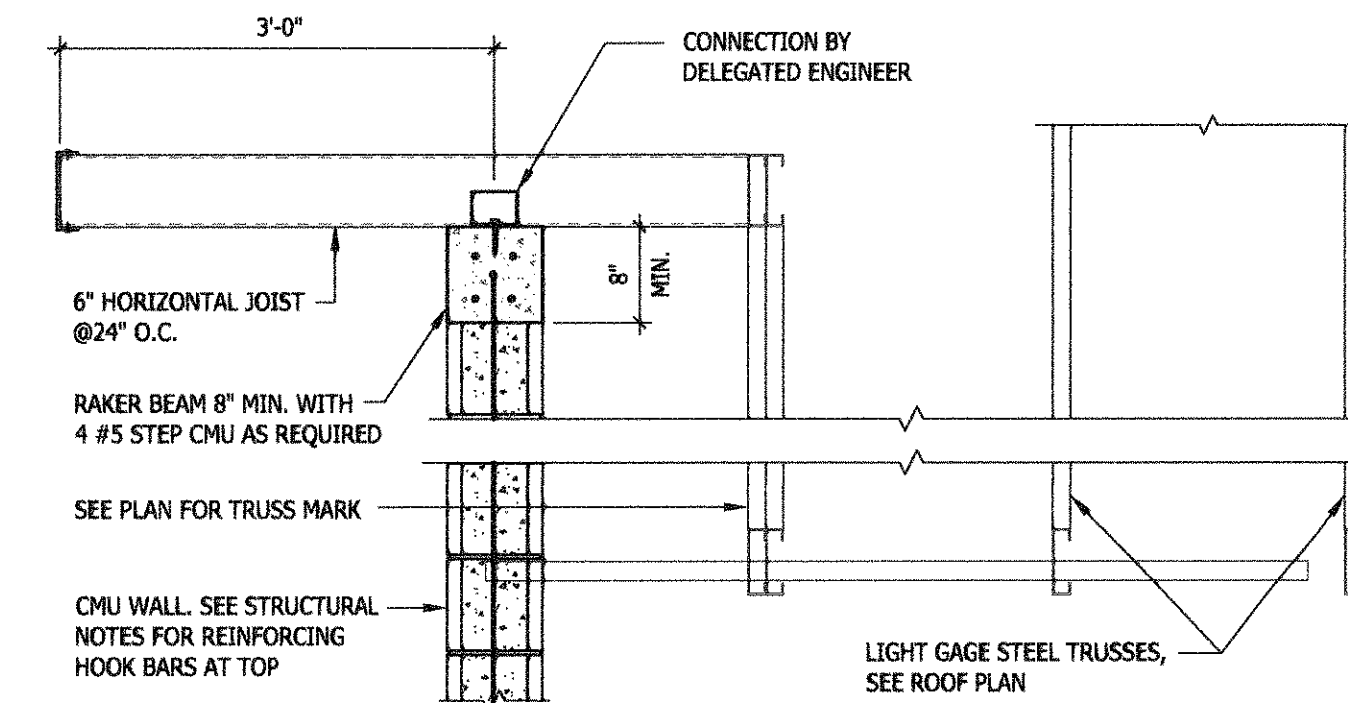 3'-0"
CONNECTION BY
DELEGATED ENGINEER
8"
MIN.
6" HORIZONTAL JOIST
@24" O.C.
RAKER BEAM 8" MIN. WITH
4 #5 STEP CMU AS REQUIRED
SEE PLAN FOR TRUSS MARK
CMU WALL. SEE STRUCTURAL
NOTES FOR REINFORCING
HOOK BARS AT TOP
LIGHT GAGE STEEL TRUSSES,
SEE ROOF PLAN